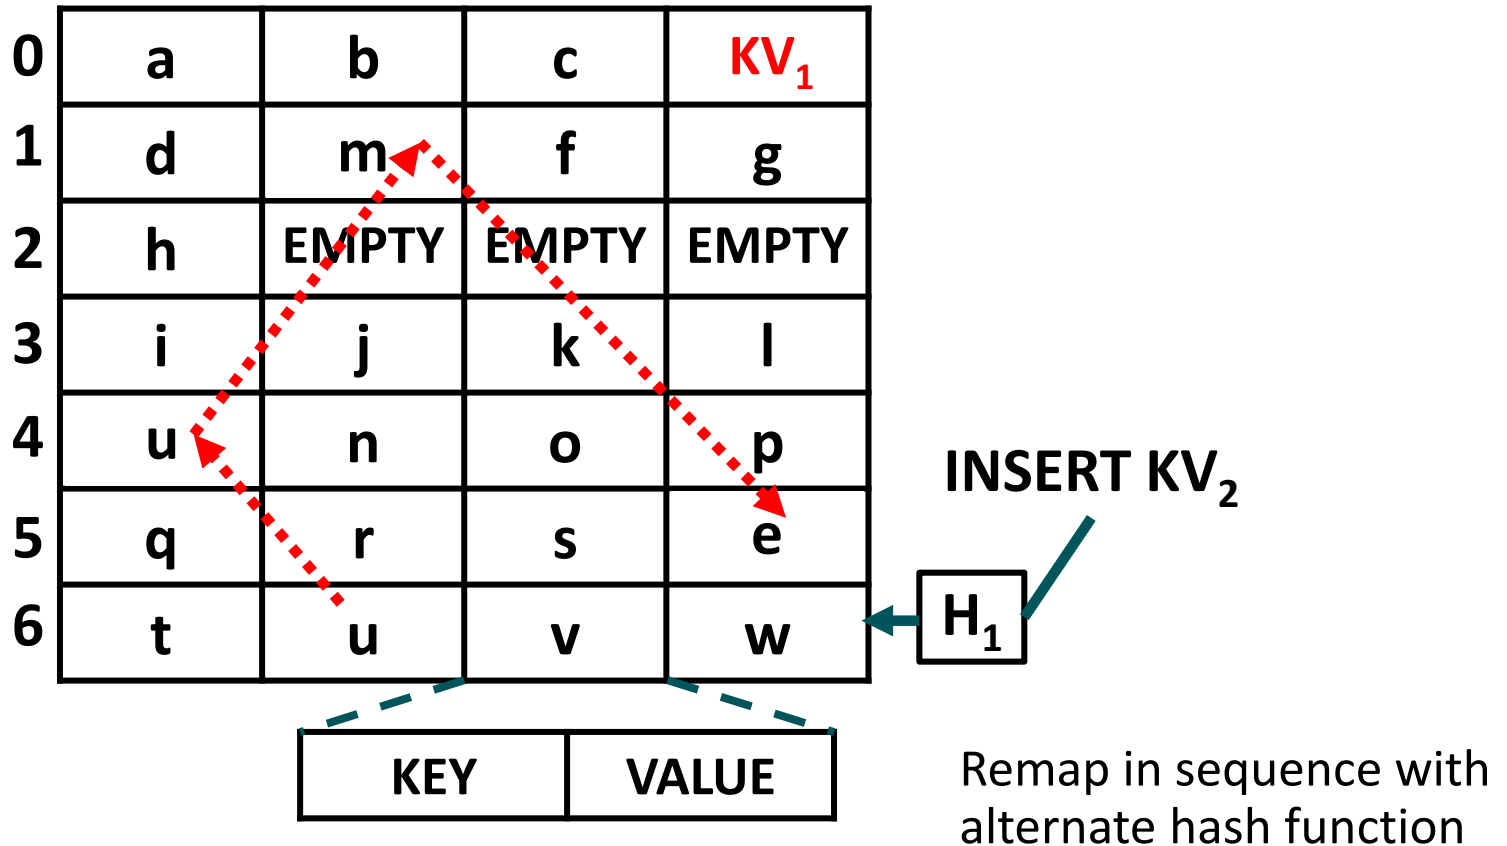 0 a b c KV₁
1 d m f g
2 h EMPTY EMPTY EMPTY
3 i j k l
4 u n o p
INSERT KV₂
5 q r s e
6 t u v w H₁
KEY VALUE
Remap in sequence with
alternate hash function